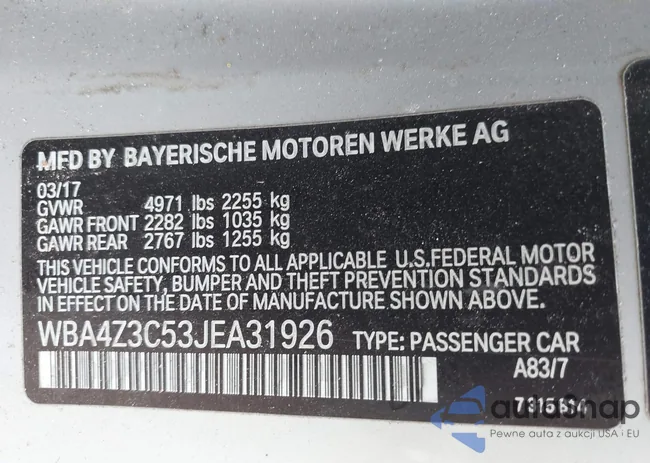 MFD BY BAYERISCHE MOTOREN WERKE AG
03/17
GVWR 4971 lbs 2255 kg
GAWR FRONT 2282 lbs 1035 kg
GAWR REAR 2767 lbs 1255 kg
THIS VEHICLE CONFORMS TO ALL APPLICABLE U.S.FEDERAL MOTOR
VEHICLE SAFETY, BUMPER AND THEFT PREVENTION STANDARDS
IN EFFECT ON THE DATE OF MANUFACTURE SHOWN ABOVE.
WBA4Z3C53JEA31926 TYPE: PASSENGER CAR
A83/7
autoSnap
Pewne auta z aukcji USA i EU